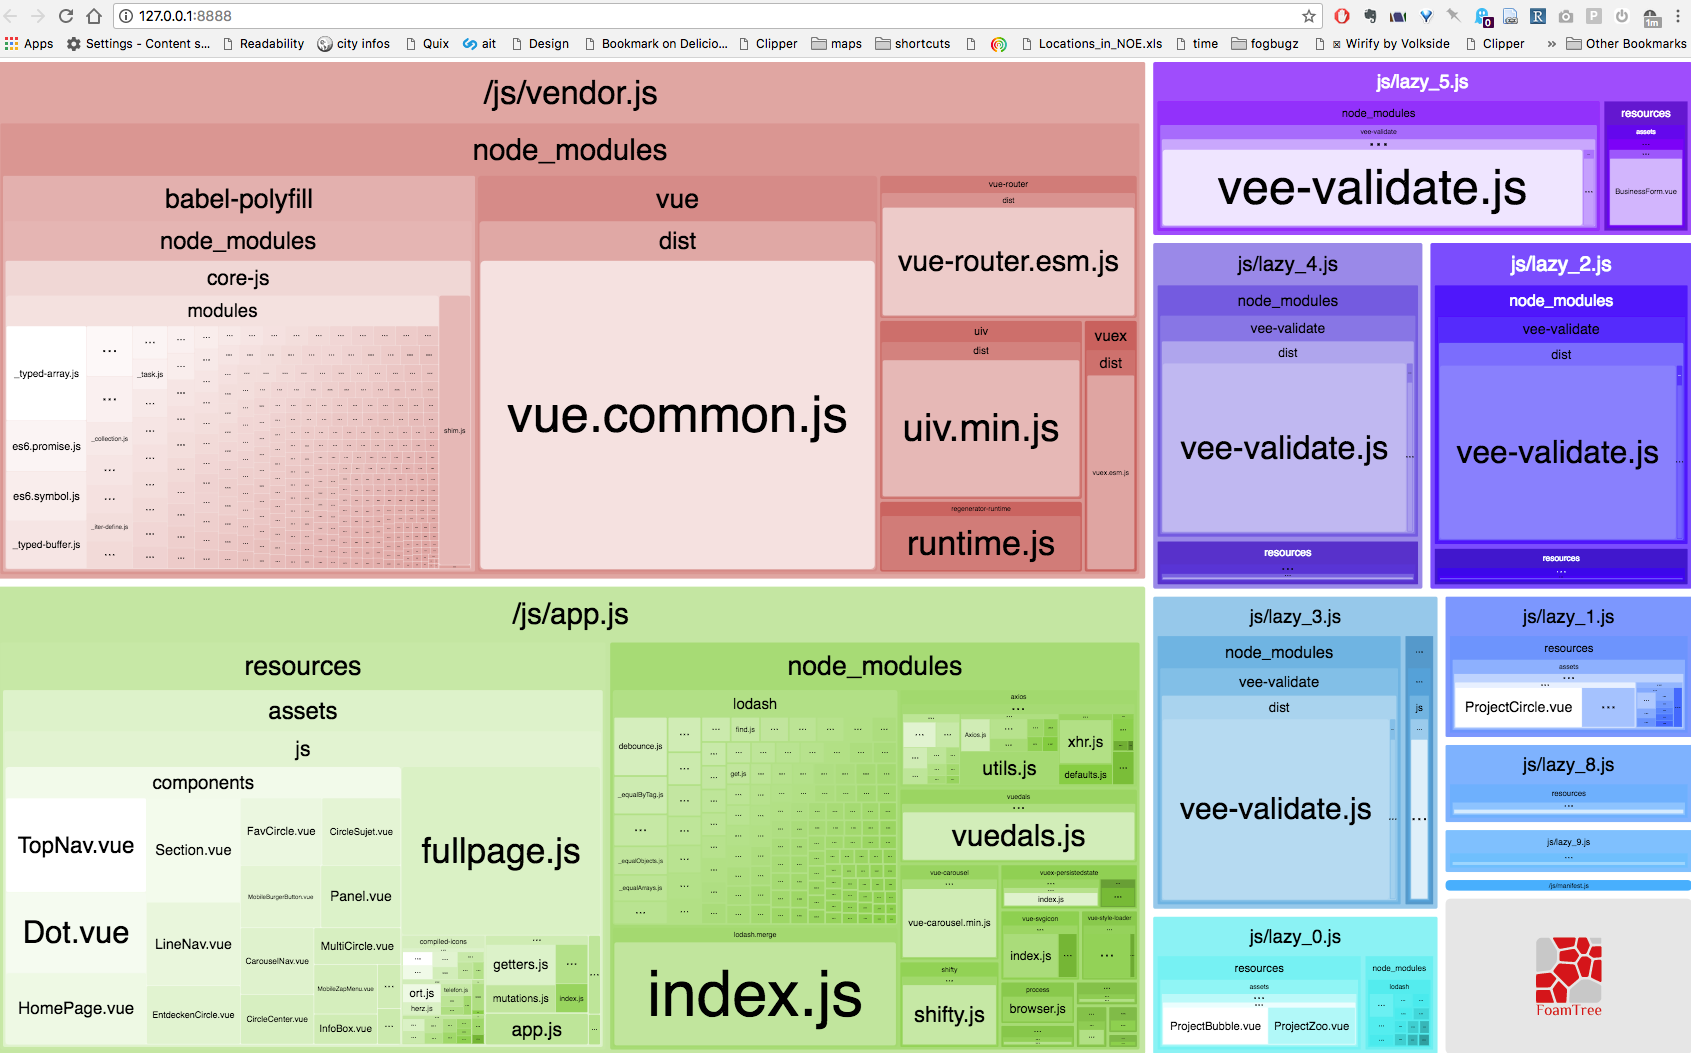 127.0.0.1:8888
Apps
Settings - Content s...
Readability
city infos
Quix
ait
Design
Bookmark on Delicio...
Clipper
maps
shortcuts
Locations_in_NOE.xls
time
fogbugz
Wirify by Volkside
Clipper
»
Other Bookmarks
/js/vendor.js
node_modules
babel-polyfill
node_modules
core-js
modules
_typed-array.js
es6.promise.js
es6.symbol.js
_typed-buffer.js
_collection.js
_iter-define.js
_task.js
shim.js
vue
dist
vue.common.js
vue-router
dist
vue-router.esm.js
uiv
dist
uiv.min.js
vuex
dist
vuex.esm.js
regenerator-runtime
runtime.js
/js/app.js
resources
assets
js
components
TopNav.vue
Dot.vue
HomePage.vue
Section.vue
LineNav.vue
EntdeckenCircle.vue
FavCircle.vue
CircleSujet.vue
MobileBurgerButton.vue
Panel.vue
CarouselNav.vue
MultiCircle.vue
MobileZapMenu.vue
CircleCenter.vue
InfoBox.vue
fullpage.js
compiled-icons
ort.js
telefon.js
herz.js
getters.js
mutations.js
index.js
app.js
node_modules
lodash
debounce.js
find.js
get.js
_equalByTag.js
_equalObjects.js
_equalArrays.js
lodash.merge
index.js
axios
Axios.js
utils.js
xhr.js
defaults.js
vuedals
vuedals.js
vue-carousel
vue-carousel.min.js
vuex-persistedstate
index.js
vue-svgicon
index.js
vue-style-loader
shifty
shifty.js
process
browser.js
js/lazy_5.js
node_modules
vee-validate
vee-validate.js
resources
assets
BusinessForm.vue
js/lazy_4.js
node_modules
vee-validate
dist
vee-validate.js
resources
js/lazy_2.js
node_modules
vee-validate
dist
vee-validate.js
resources
js/lazy_3.js
node_modules
vee-validate
dist
vee-validate.js
js
js/lazy_1.js
resources
assets
ProjectCircle.vue
js/lazy_8.js
resources
js/lazy_9.js
/js/manifest.js
js/lazy_0.js
resources
assets
ProjectBubble.vue
ProjectZoo.vue
node_modules
lodash
FoamTree